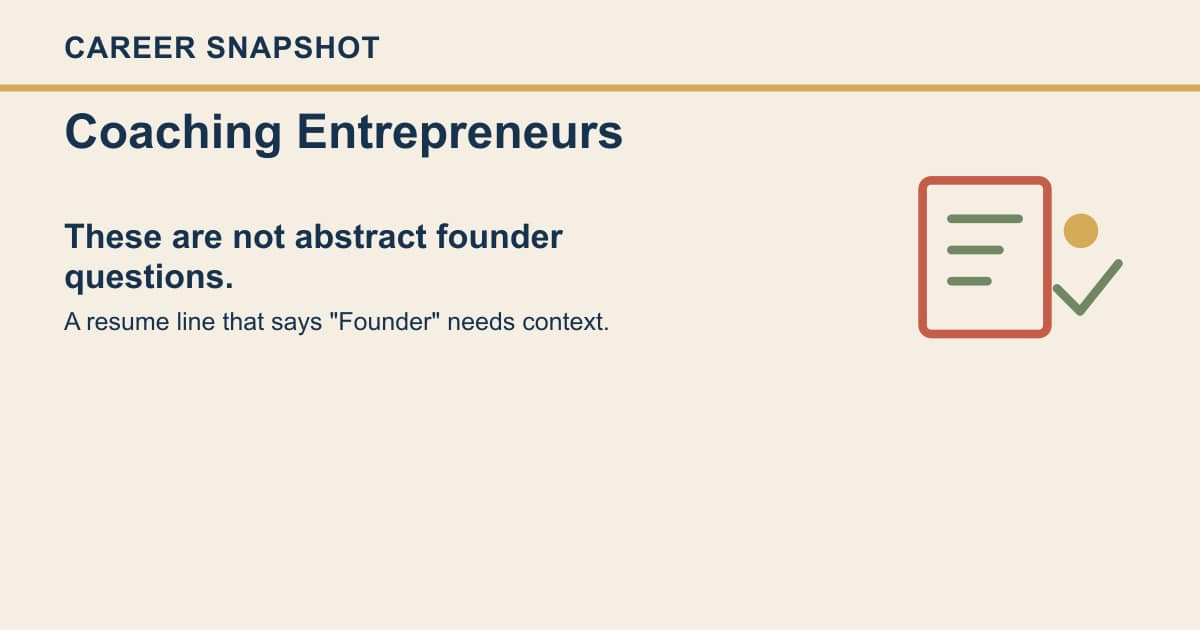 CAREER SNAPSHOT
Coaching Entrepreneurs
These are not abstract founder
questions.
A resume line that says "Founder" needs context.